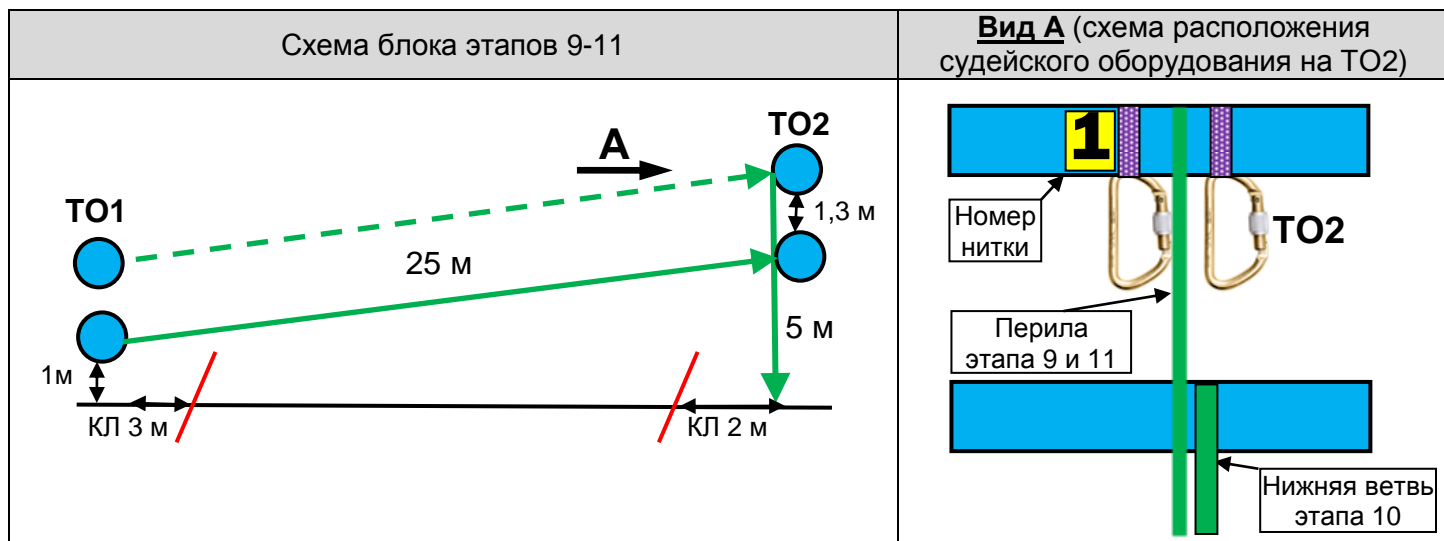 Схема блока этапов 9-11
Вид А (схема расположения
судейского оборудования на ТО2)
ТО2
А
ТО1
1,3 м
25 м
5 м
1м
КЛ 3 м
КЛ 2 м
1
Номер
нитки
ТО2
Перила
этапа 9 и 11
Нижняя ветвь
этапа 10